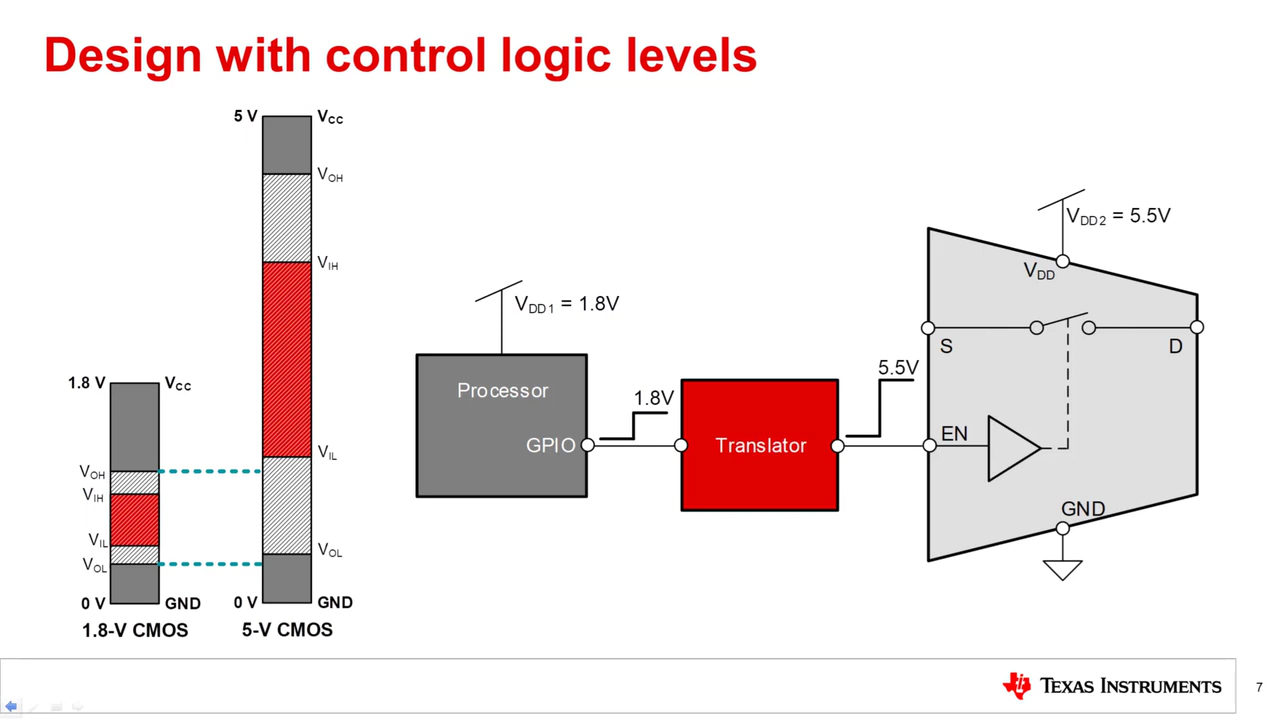 Design with control logic levels
5 V
VCC
VOH
VIH
VIL
VOL
0 V
GND
5-V CMOS
1.8 V
VCC
VOH
VIH
VIL
VOL
0 V
GND
1.8-V CMOS
VDD1 = 1.8V
Processor
GPIO
1.8V
Translator
5.5V
VDD2 = 5.5V
VDD
S
D
EN
GND
TEXAS INSTRUMENTS
7